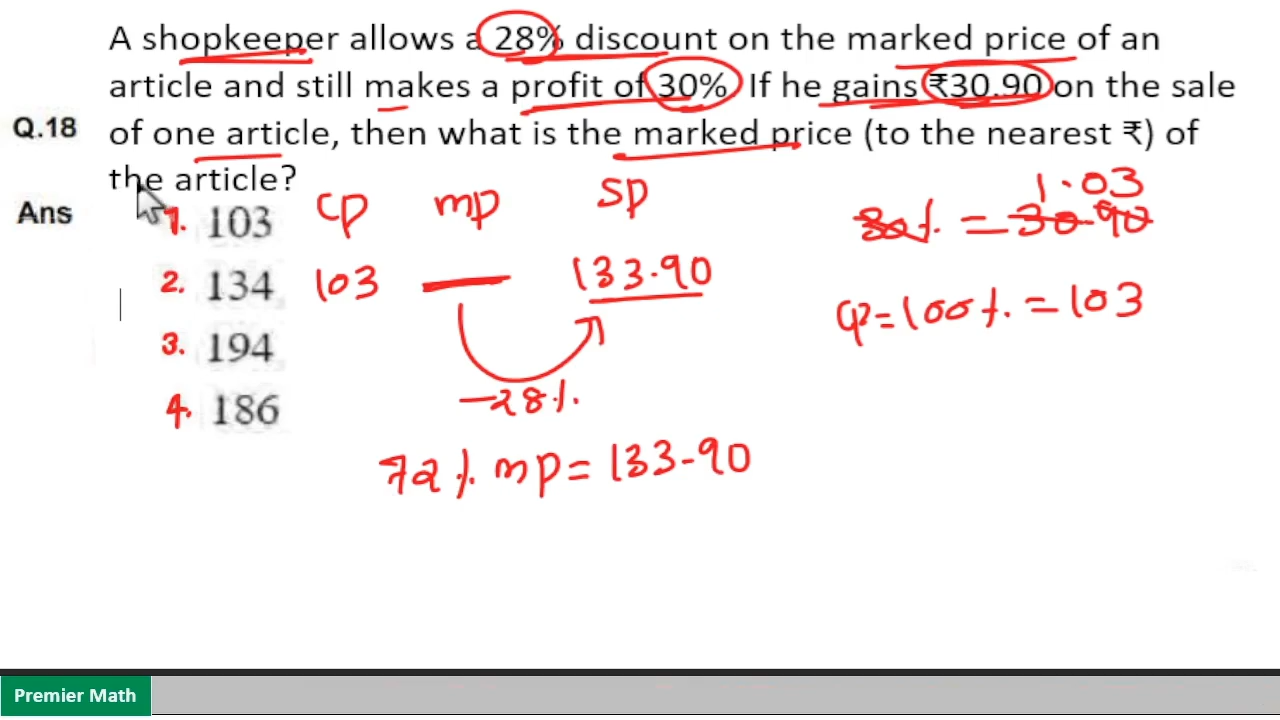 A shopkeeper allows a 28% discount on the marked price of an
article and still makes a profit of 30% If he gains ₹30.90 on the sale
Q.18 of one article, then what is the marked price (to the nearest ₹) of
the article?
Ans
1. 103
2. 134
3. 194
4. 186
CP mp SP
103 — 133.90
-28%
72% mp = 133-90
1.03
30% = 30.90
CP = 100% = 103
Premier Math